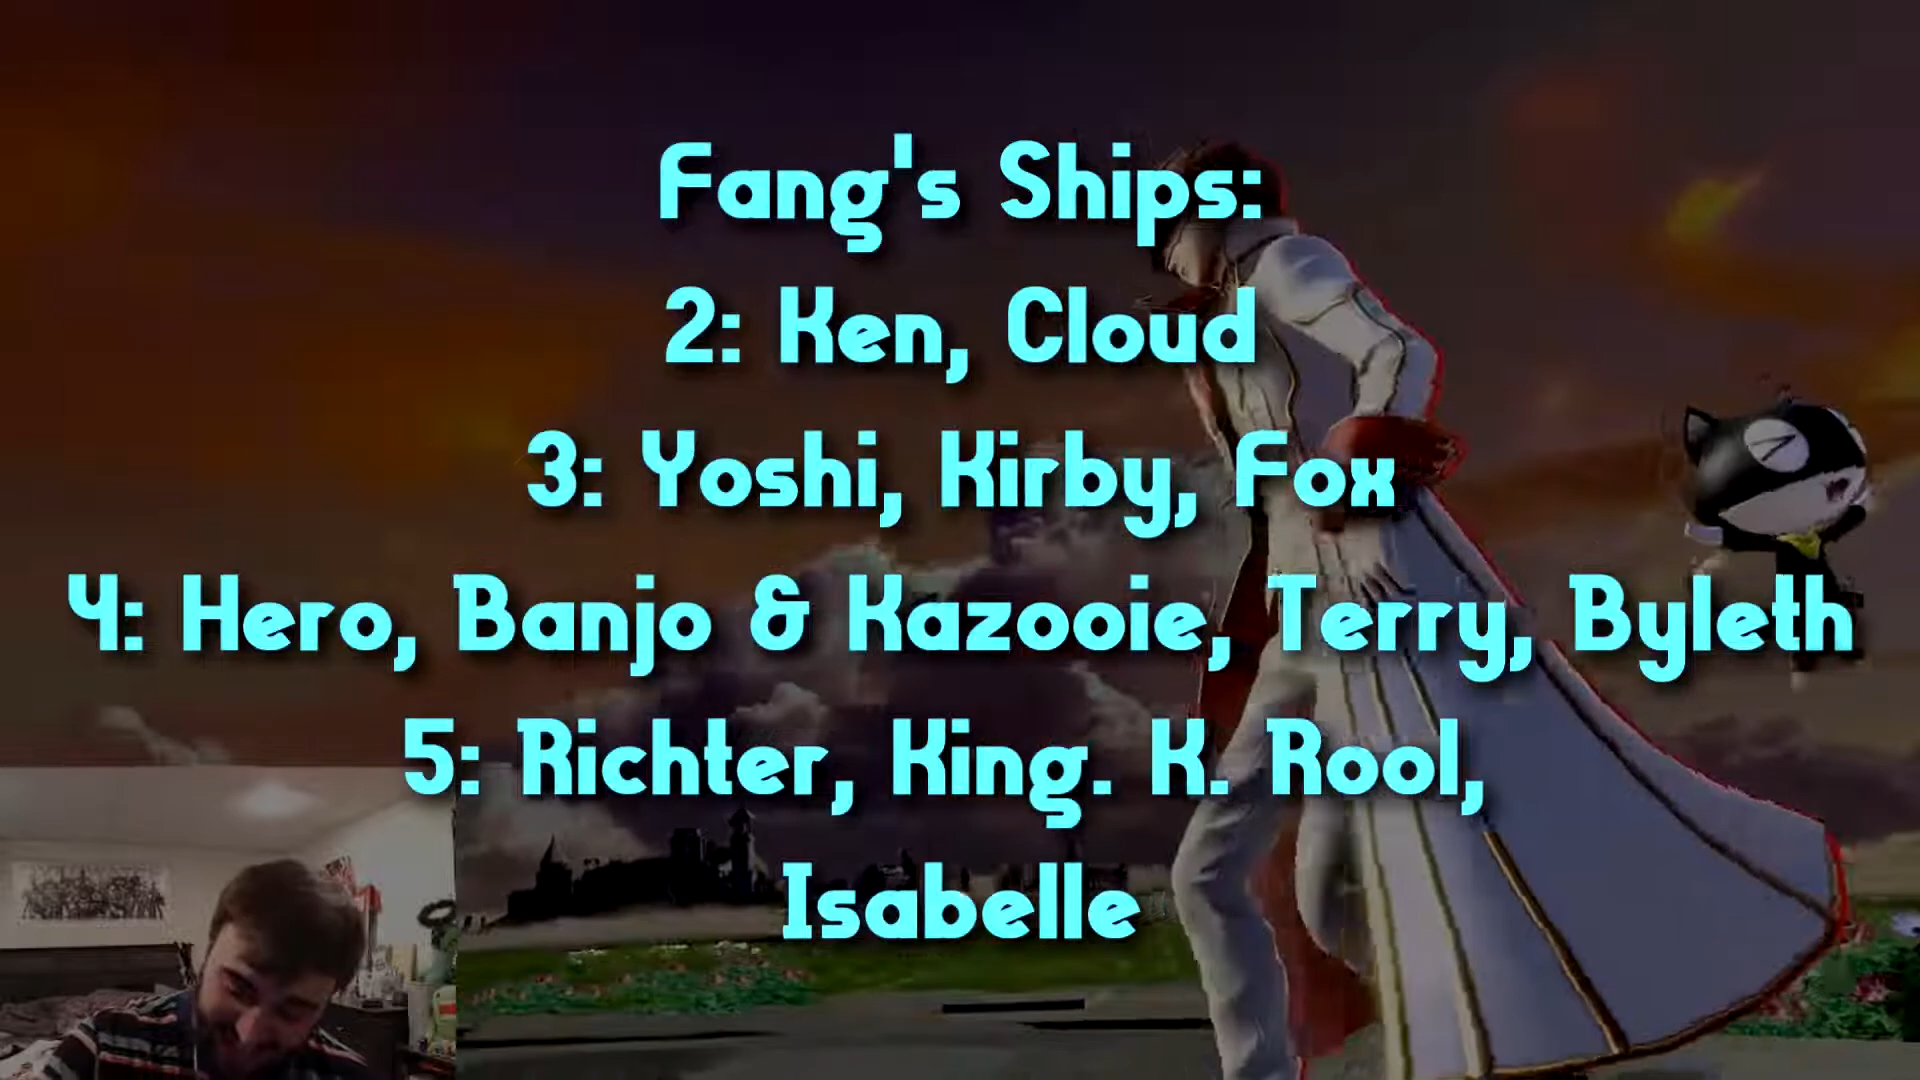 Fang's Ships:
2: Ken, Cloud
3: Yoshi, Kirby, Fox
4: Hero, Banjo & Kazooie, Terry, Byleth
5: Richter, King. K. Rool,
Isabelle